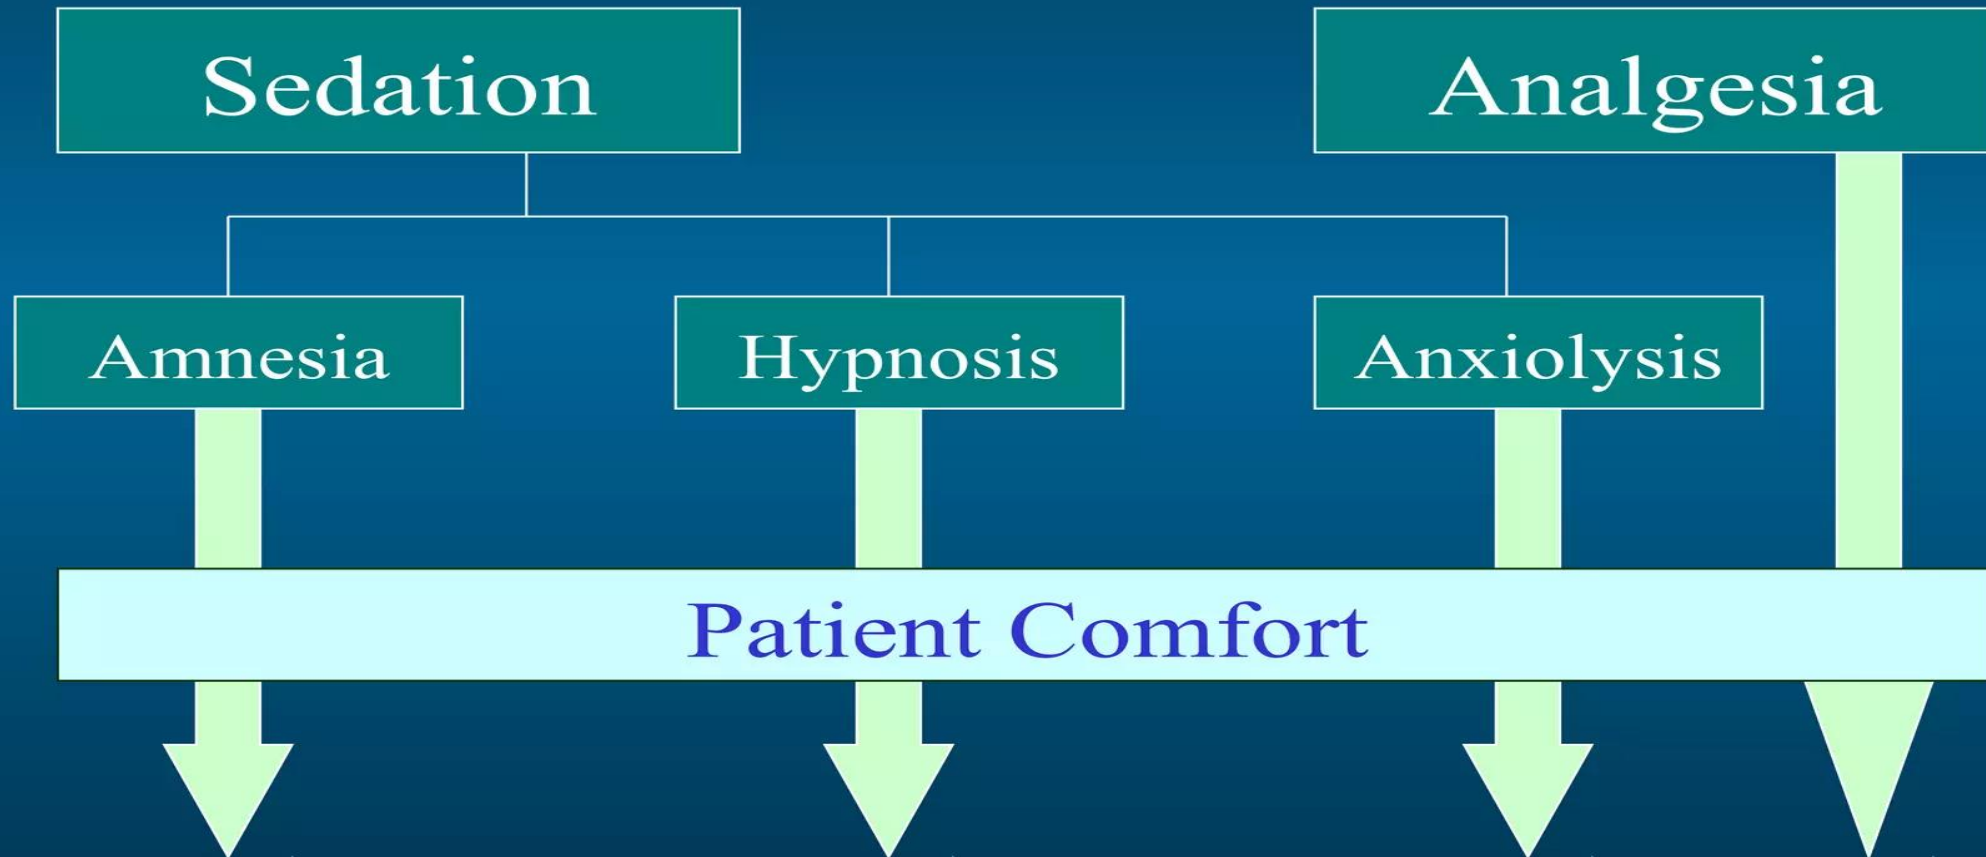 Sedation
Analgesia
Amnesia
Hypnosis
Anxiolysis
Patient Comfort